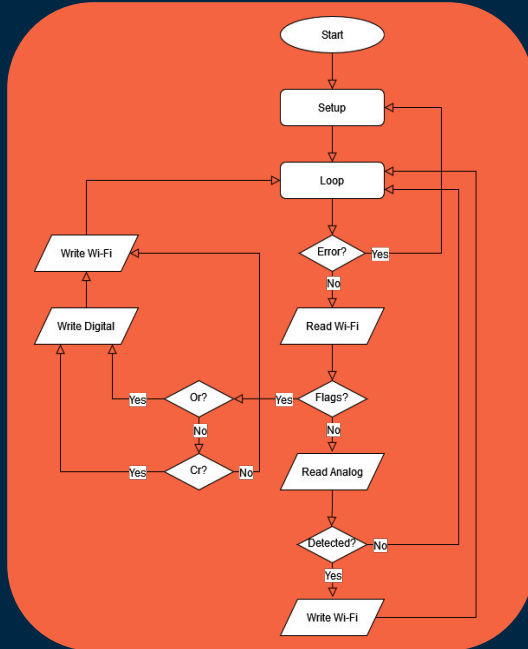 Start
Setup
Loop
Write Wi-Fi
Error?
Yes
No
Write Digital
Read Wi-Fi
Yes
Or?
Yes
Flags?
No
No
Yes
Cr?
No
Read Analog
Detected?
No
Yes
Write Wi-Fi